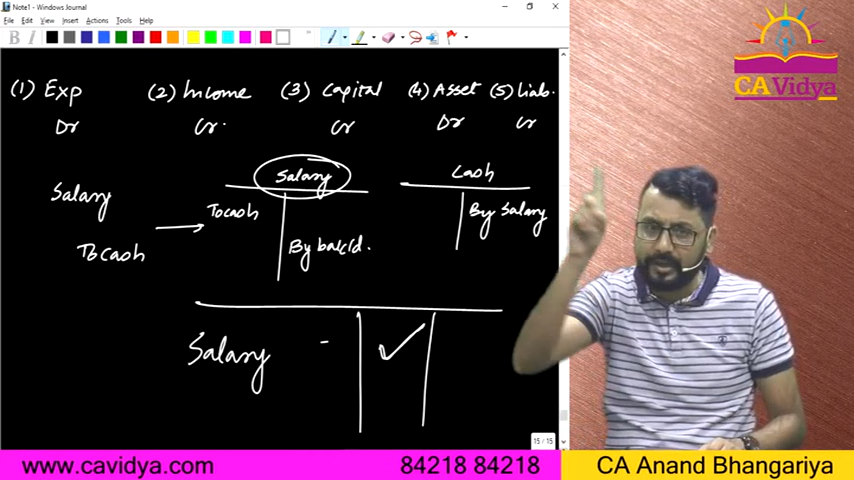 Note1 - Windows Journal
File Edit View Insert Actions Tools Help
B I
(1) Exp (2) Income (3) Capital (4) Asset (5) Liab.
Dr Cr. Cr Dr Cr
Salary Salary Cash
To cash To cash By Salary
By bal c/d.
Salary -
15 / 15
CA Vidya
www.cavidya.com 84218 84218 CA Anand Bhangariya